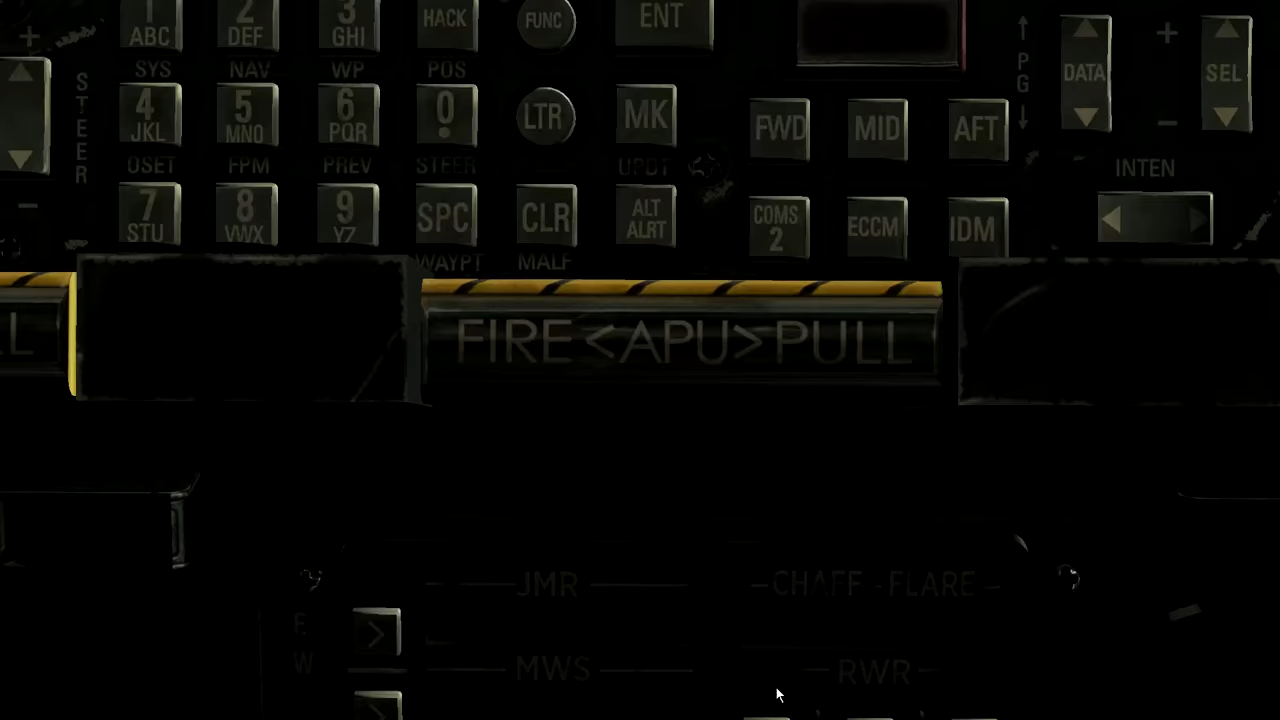 1 2 3 HACK FUNC ENT
ABC DEF GHI
+ ↑ PG ↓ DATA + SEL
SYS NAV WP POS
STEER
4 5 6 0 LTR MK
JKL MNO PQR
FWD MID AFT
-
OSET FPM PREV STEER UPDT
INTEN
7 8 9 SPC CLR ALT
STU VWX YZ ALRT
COMS ECCM IDM
2
-
WAYPT MALF
L FIRE <APU> PULL
JMR CHAFF - FLARE
E
W
>
MWS RWR
>